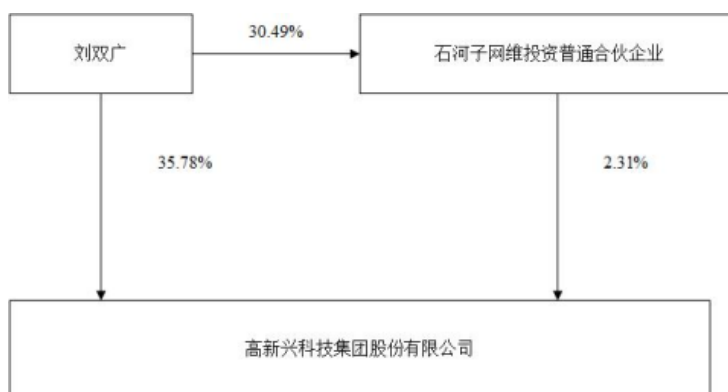 30.49%
刘双广
石河子网维投资普通合伙企业
35.78%
2.31%
高新兴科技集团股份有限公司